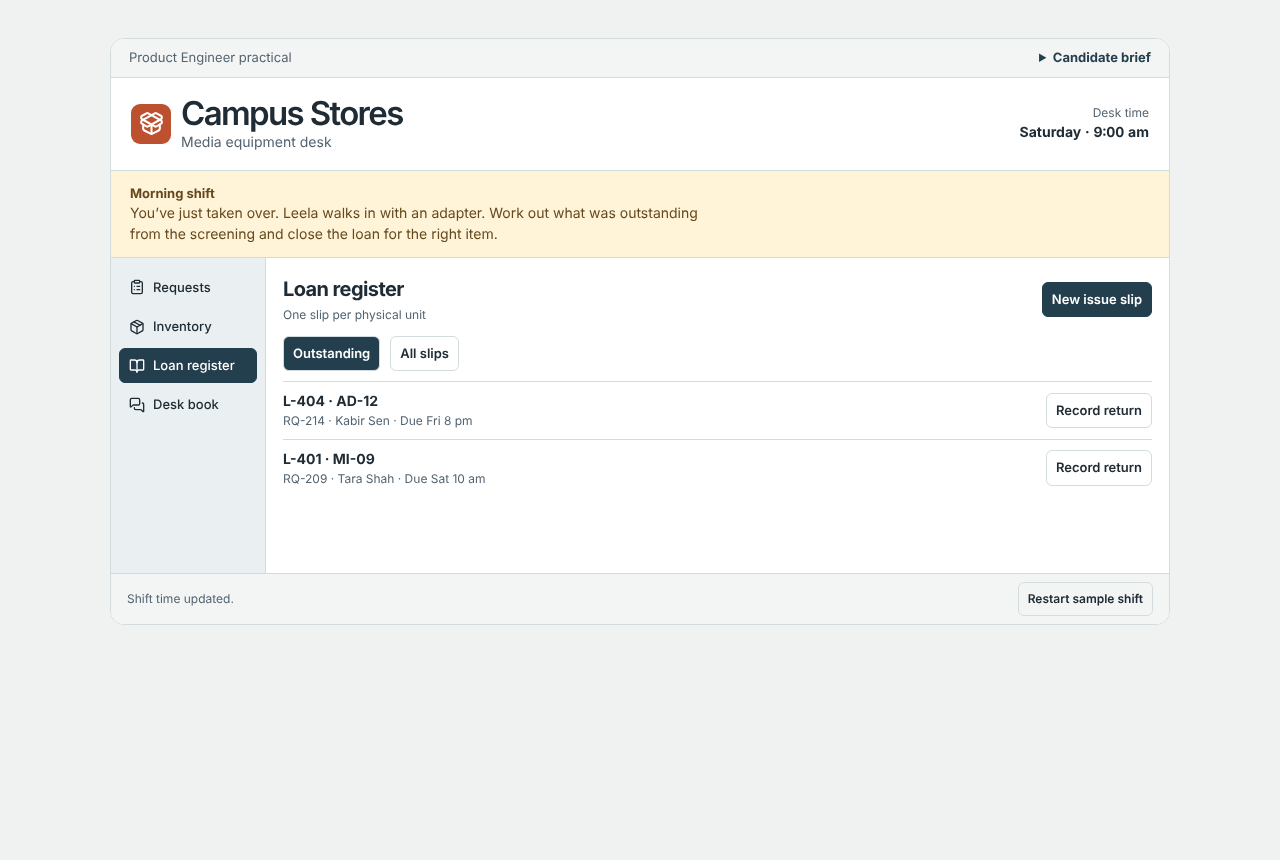 Product Engineer practical
Candidate brief
Campus Stores
Media equipment desk
Desk time
Saturday · 9:00 am
Morning shift
You’ve just taken over. Leela walks in with an adapter. Work out what was outstanding
from the screening and close the loan for the right item.
Requests
Inventory
Loan register
Desk book
Loan register
One slip per physical unit
New issue slip
Outstanding
All slips
L-404 · AD-12
RQ-214 · Kabir Sen · Due Fri 8 pm
Record return
L-401 · MI-09
RQ-209 · Tara Shah · Due Sat 10 am
Record return
Shift time updated.
Restart sample shift